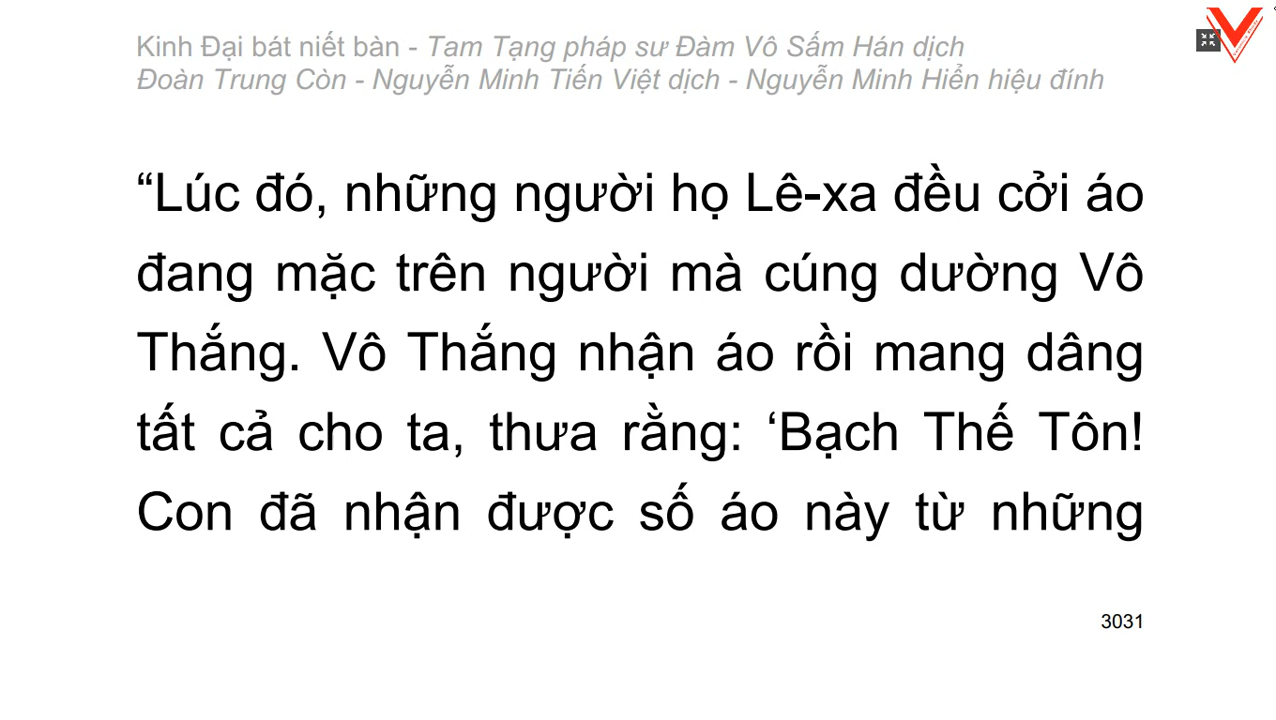 Kinh Đại bát niết bàn - Tam Tạng pháp sư Đàm Vô Sấm Hán dịch
Đoàn Trung Còn - Nguyễn Minh Tiến Việt dịch - Nguyễn Minh Hiển hiệu đính
“Lúc đó, những người họ Lê-xa đều cởi áo
đang mặc trên người mà cúng dường Vô
Thắng. Vô Thắng nhận áo rồi mang dâng
tất cả cho ta, thưa rằng: ‘Bạch Thế Tôn!
Con đã nhận được số áo này từ những
3031